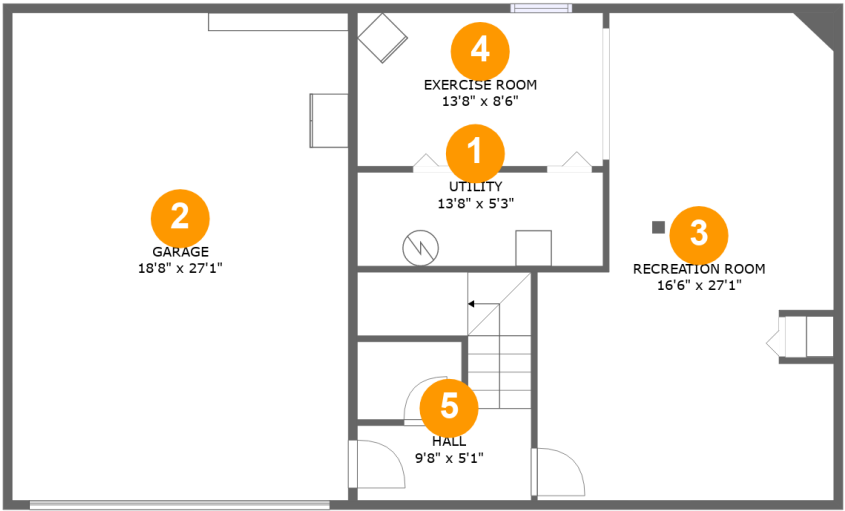 4
EXERCISE ROOM
13'8" x 8'6"
1
UTILITY
13'8" x 5'3"
2
GARAGE
18'8" x 27'1"
3
RECREATION ROOM
16'6" x 27'1"
5
HALL
9'8" x 5'1"